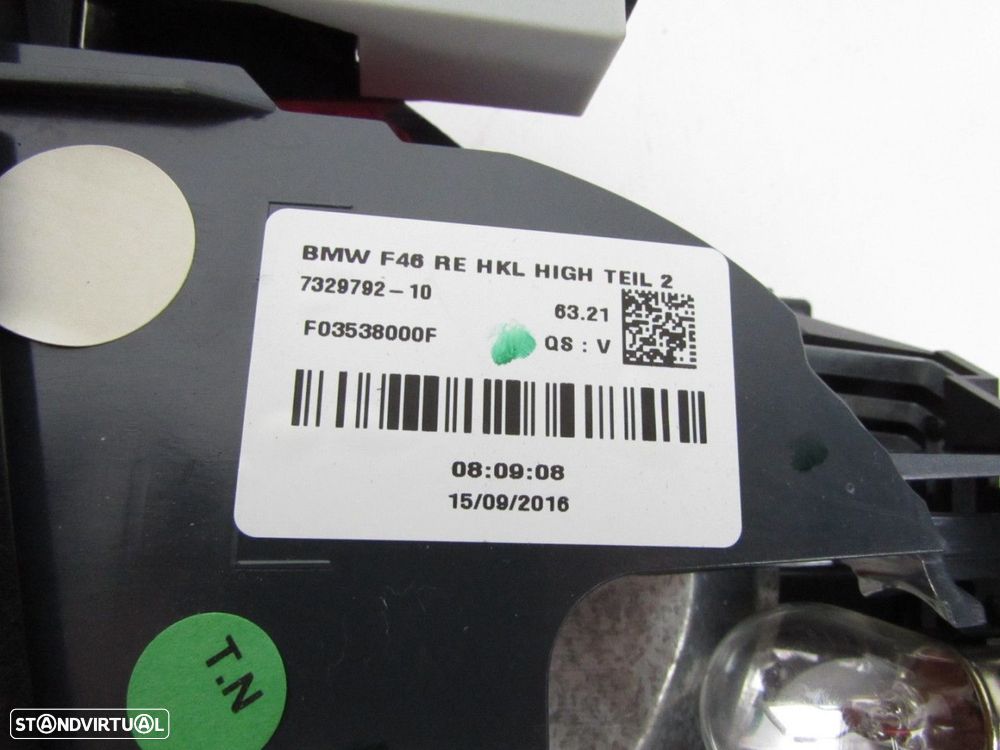 BMW F46 RE HKL HIGH TEIL 2
7329792-10
63.21
F03538000F
QS : V
08:09:08
15/09/2016
T.N
STANDVIRTUAL